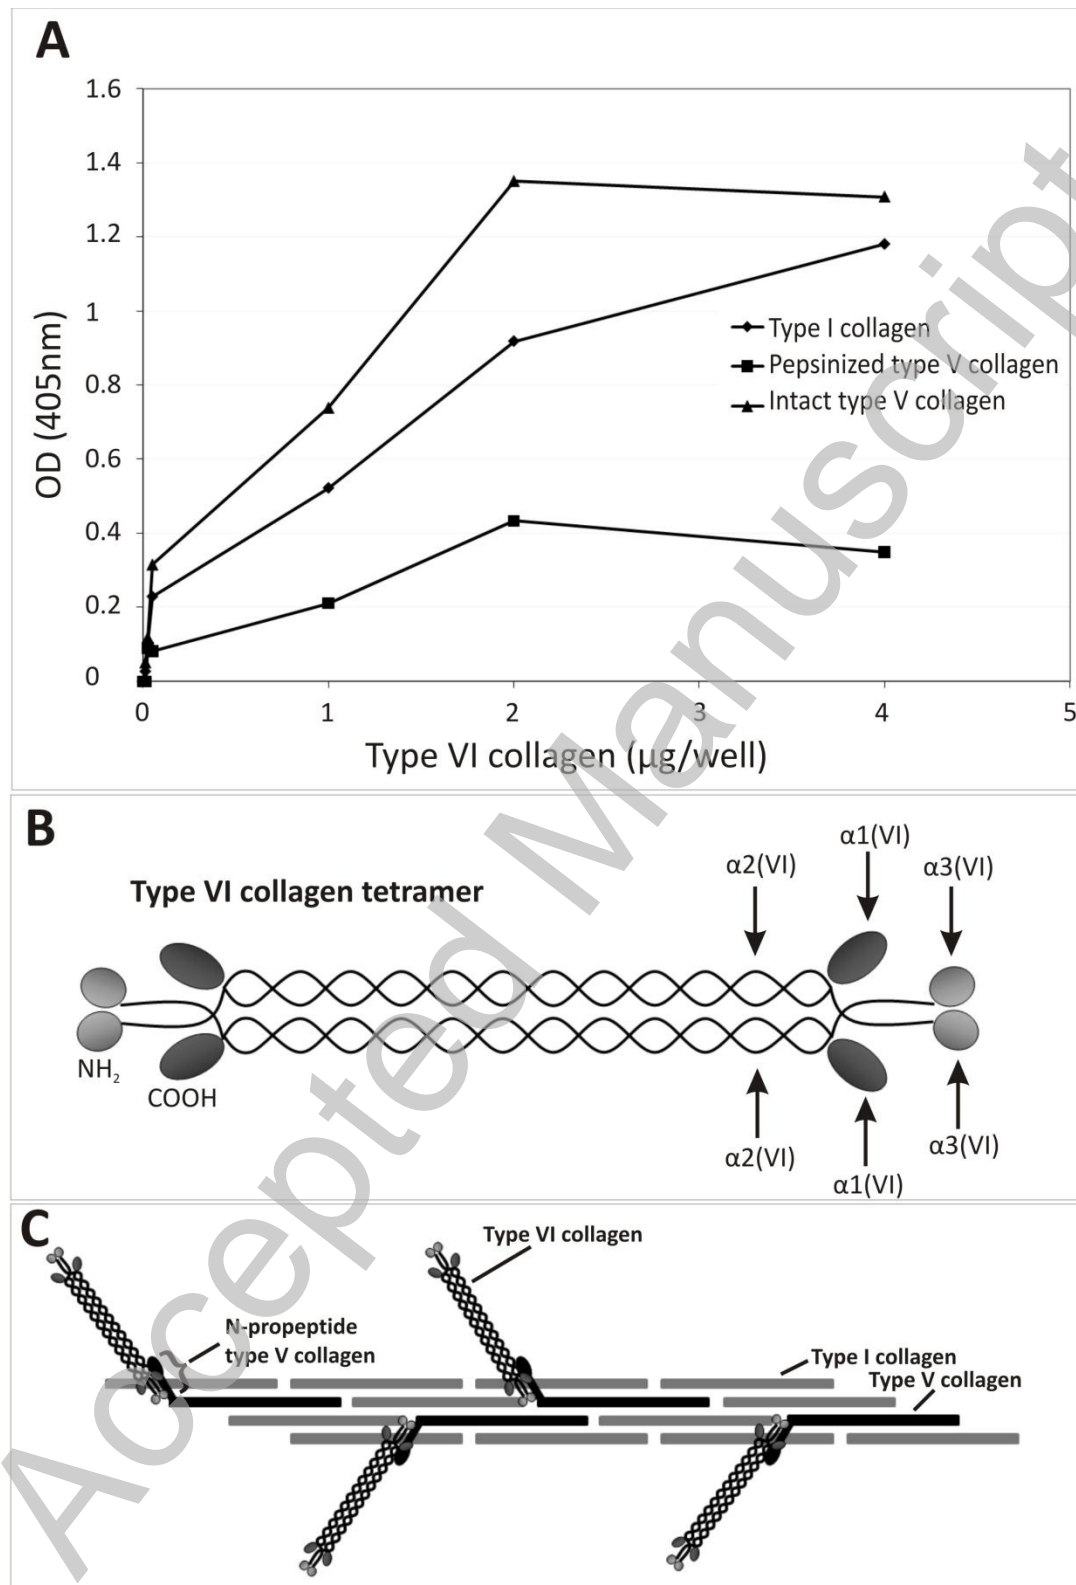 A
1.6
1.4
1.2
1
0.8
0.6
0.4
0.2
0
OD (405nm)
Type I collagen
Pepsinized type V collagen
Intact type V collagen
0 1 2 3 4 5
Type VI collagen (µg/well)
B
Type VI collagen tetramer
α2(VI)
α1(VI)
α3(VI)
NH2
COOH
α2(VI)
α1(VI)
α3(VI)
C
Type VI collagen
N-propeptide
type V collagen
Type I collagen
Type V collagen
Accepted Manuscript